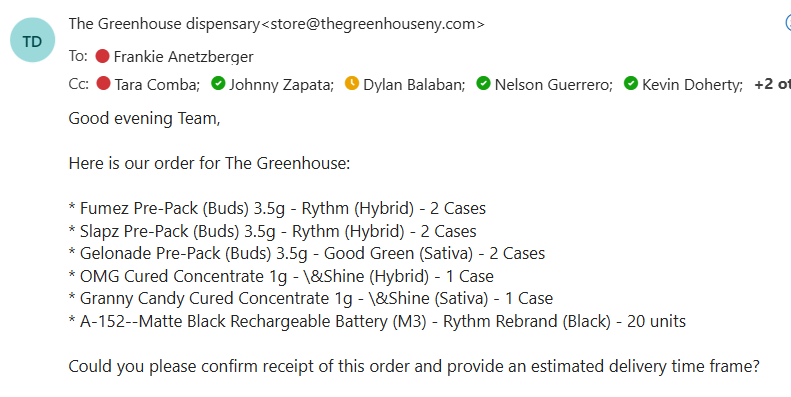 TD
The Greenhouse dispensary<store@thegreenhouseny.com>
To: Frankie Anetzberger
Cc: Tara Comba; Johnny Zapata; Dylan Balaban; Nelson Guerrero; Kevin Doherty; +2
Good evening Team,
Here is our order for The Greenhouse:
* Fumez Pre-Pack (Buds) 3.5g - Rythm (Hybrid) - 2 Cases
* Slapz Pre-Pack (Buds) 3.5g - Rythm (Hybrid) - 2 Cases
* Gelonade Pre-Pack (Buds) 3.5g - Good Green (Sativa) - 2 Cases
* OMG Cured Concentrate 1g - \&Shine (Hybrid) - 1 Case
* Granny Candy Cured Concentrate 1g - \&Shine (Sativa) - 1 Case
* A-152--Matte Black Rechargeable Battery (M3) - Rythm Rebrand (Black) - 20 units
Could you please confirm receipt of this order and provide an estimated delivery time frame?